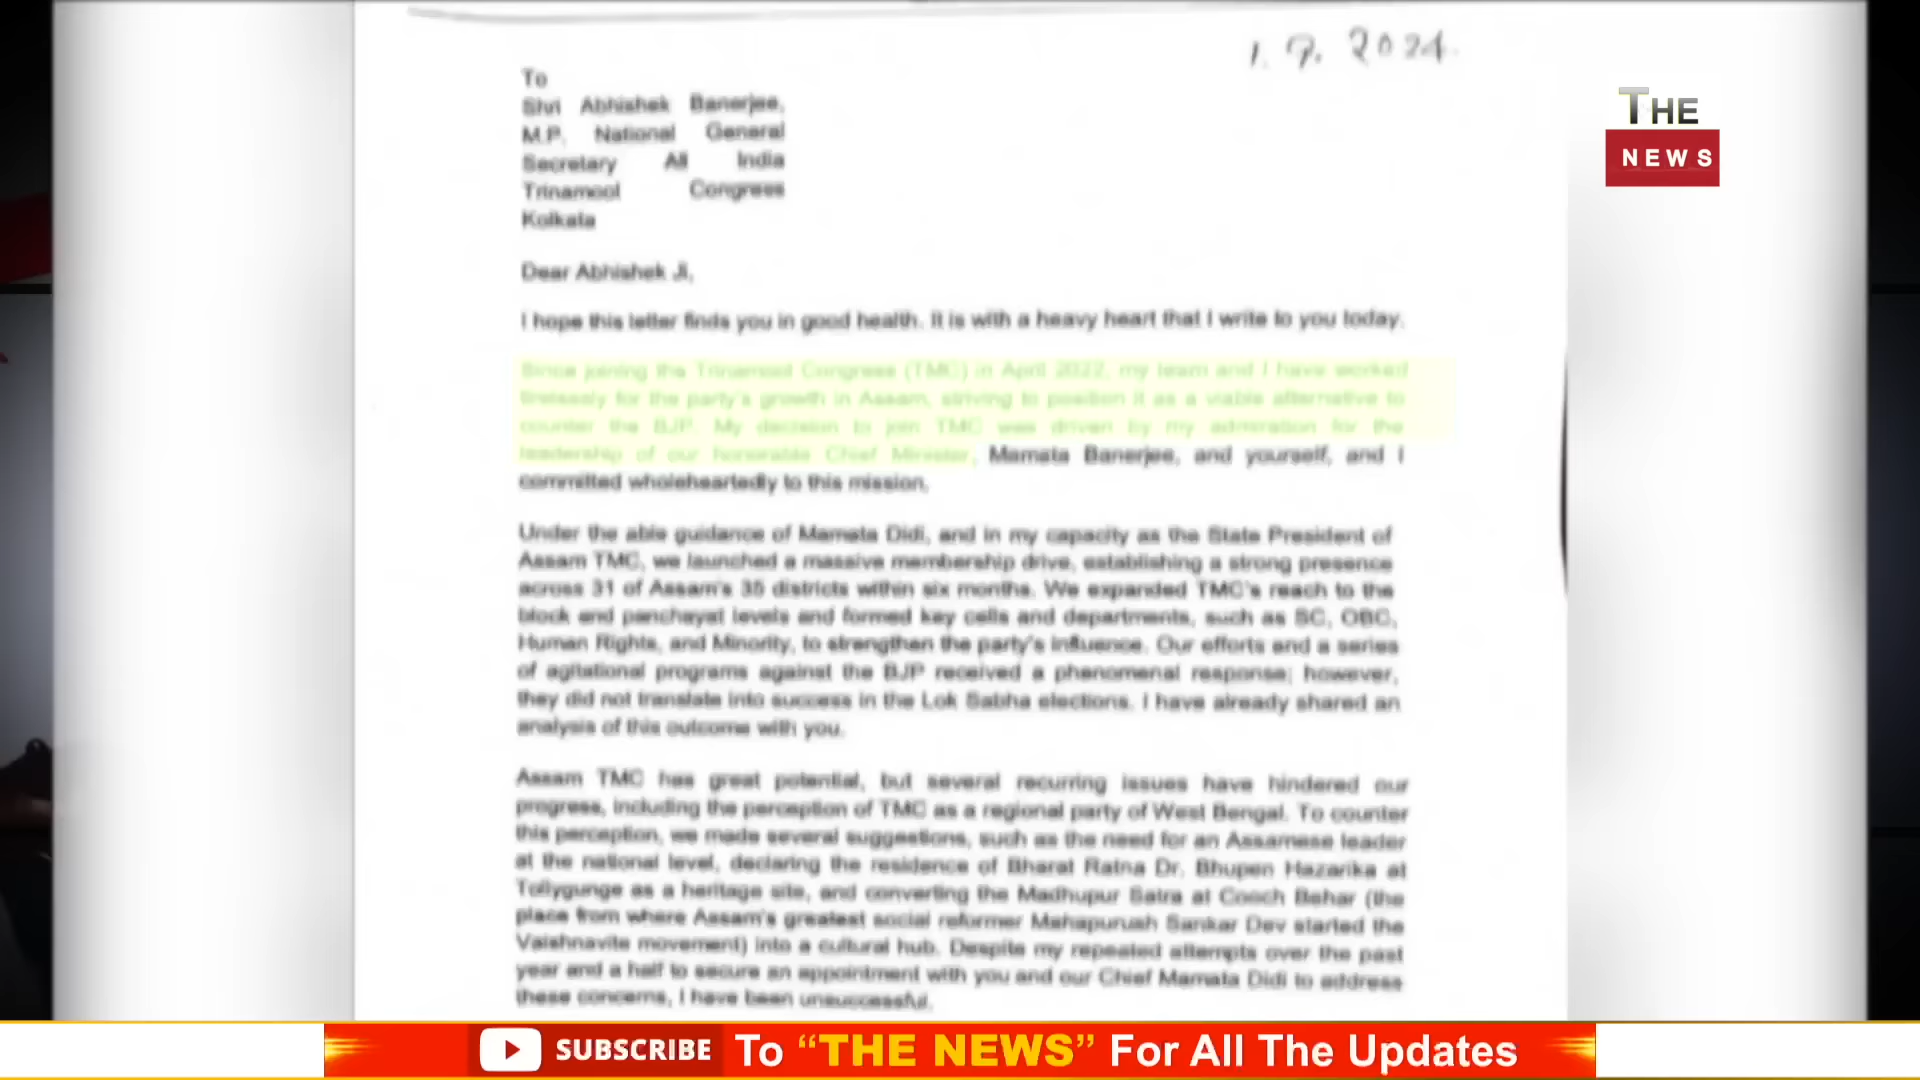 1. 9. 2024.
To
Shri Abhishek Banerjee,
M.P. National General
Secretary All India
Trinamool Congress
Kolkata
THE
NEWS
Dear Abhishek Ji,
I hope this letter finds you in good health. It is with a heavy heart that I write to you today.
Since joining the Trinamool Congress (TMC) in April 2022, my team and I have worked
tirelessly for the party's growth in Assam, striving to position it as a viable alternative to
counter the BJP. My decision to join TMC was driven by my admiration for the
leadership of our honorable Chief Minister, Mamata Banerjee, and yourself, and I
committed wholeheartedly to this mission.
Under the able guidance of Mamata Didi, and in my capacity as the State President of
Assam TMC, we launched a massive membership drive, establishing a strong presence
across 31 of Assam's 35 districts within six months. We expanded TMC's reach to the
block and panchayat levels and formed key cells and departments, such as SC, OBC,
Human Rights, and Minority, to strengthen the party's influence. Our efforts and a series
of agitational programs against the BJP received a phenomenal response; however,
they did not translate into success in the Lok Sabha elections. I have already shared an
analysis of this outcome with you.
Assam TMC has great potential, but several recurring issues have hindered our
progress, including the perception of TMC as a regional party of West Bengal. To counter
this perception, we made several suggestions, such as the need for an Assamese leader
at the national level, declaring the residence of Bharat Ratna Dr. Bhupen Hazarika at
Tollygunge as a heritage site, and converting the Madhupur Satra at Cooch Behar (the
place from where Assam's greatest social reformer Mahapurush Sankar Dev started the
Vaishnavite movement) into a cultural hub. Despite my repeated attempts over the past
year and a half to secure an appointment with you and our Chief Mamata Didi to address
these concerns, I have been unsuccessful.
SUBSCRIBE To “THE NEWS” For All The Updates